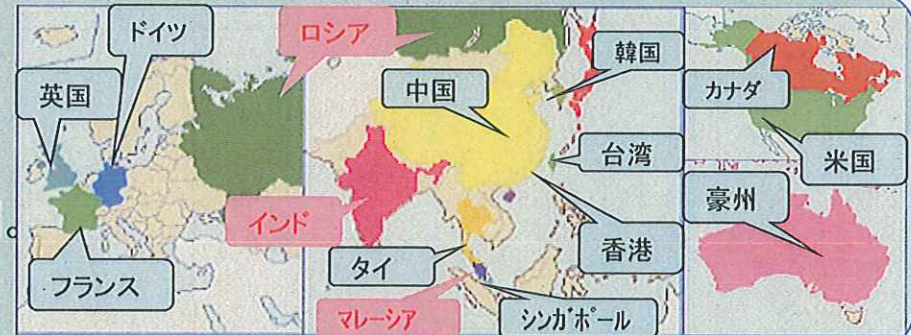 ドイツ
ロシア
英国
フランス
インド
中国
韓国
台湾
タイ
香港
マレーシア
シンガポール
カナダ
米国
豪州